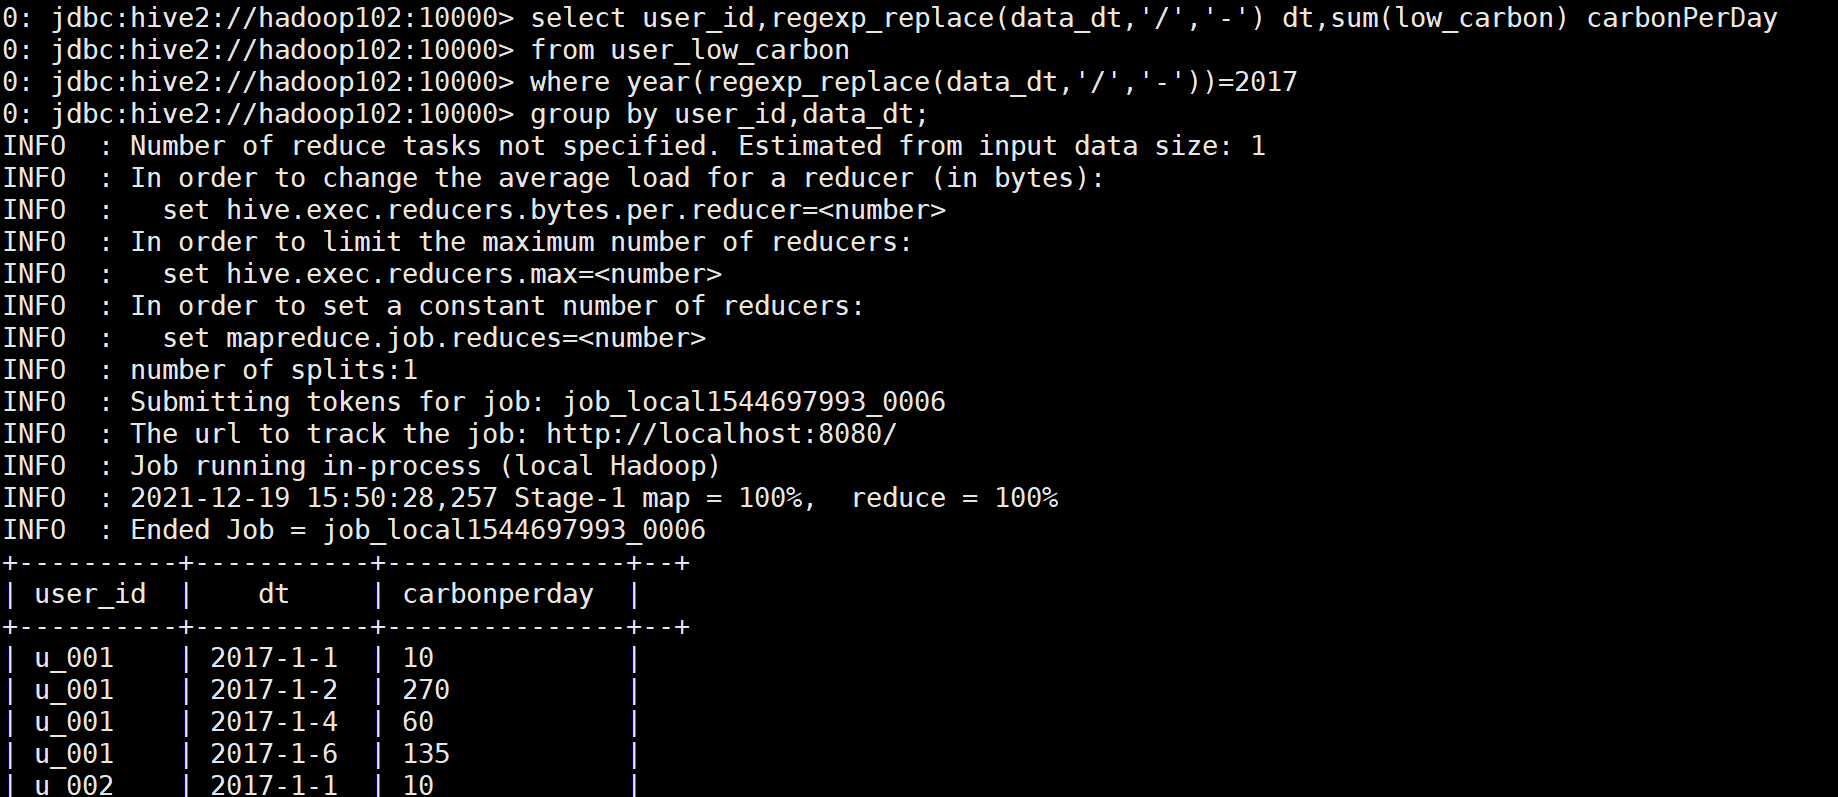 0: jdbc:hive2://hadoop102:10000> select user_id,regexp_replace(data_dt,'/','-') dt,sum(low_carbon) carbonPerDay
0: jdbc:hive2://hadoop102:10000> from user_low_carbon
0: jdbc:hive2://hadoop102:10000> where year(regexp_replace(data_dt,'/','-'))=2017
0: jdbc:hive2://hadoop102:10000> group by user_id,data_dt;
INFO  : Number of reduce tasks not specified. Estimated from input data size: 1
INFO  : In order to change the average load for a reducer (in bytes):
INFO  :   set hive.exec.reducers.bytes.per.reducer=<number>
INFO  : In order to limit the maximum number of reducers:
INFO  :   set hive.exec.reducers.max=<number>
INFO  : In order to set a constant number of reducers:
INFO  :   set mapreduce.job.reduces=<number>
INFO  : number of splits:1
INFO  : Submitting tokens for job: job_local1544697993_0006
INFO  : The url to track the job: http://localhost:8080/
INFO  : Job running in-process (local Hadoop)
INFO  : 2021-12-19 15:50:28,257 Stage-1 map = 100%,  reduce = 100%
INFO  : Ended Job = job_local1544697993_0006
+----------+-----------+---------------+--+
| user_id  |    dt     | carbonperday  |
+----------+-----------+---------------+--+
| u_001    | 2017-1-1  | 10            |
| u_001    | 2017-1-2  | 270           |
| u_001    | 2017-1-4  | 60            |
| u_001    | 2017-1-6  | 135           |
| u_002    | 2017-1-1  | 10            |